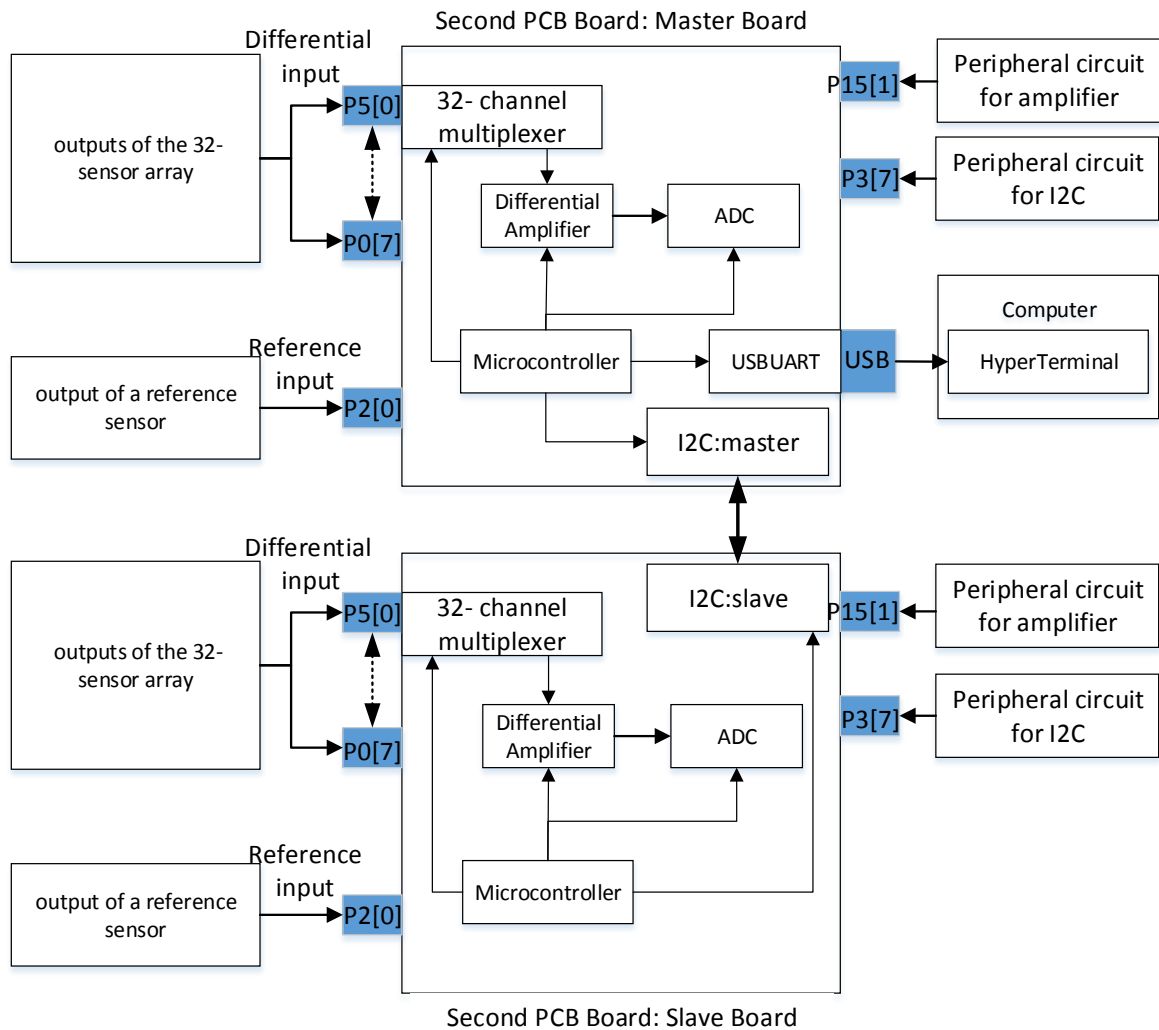 Second PCB Board: Master Board
Differential
input
outputs of the 32-
sensor array
P5[0]
P0[7]
32- channel
multiplexer
Differential
Amplifier
ADC
P15[1]
Peripheral circuit
for amplifier
P3[7]
Peripheral circuit
for I2C
Reference
input
output of a reference
sensor
P2[0]
Microcontroller
USBUART
USB
Computer
HyperTerminal
I2C:master
Differential
input
outputs of the 32-
sensor array
P5[0]
P0[7]
32- channel
multiplexer
I2C:slave
Differential
Amplifier
ADC
P15[1]
Peripheral circuit
for amplifier
P3[7]
Peripheral circuit
for I2C
Reference
input
output of a reference
sensor
P2[0]
Microcontroller
Second PCB Board: Slave Board